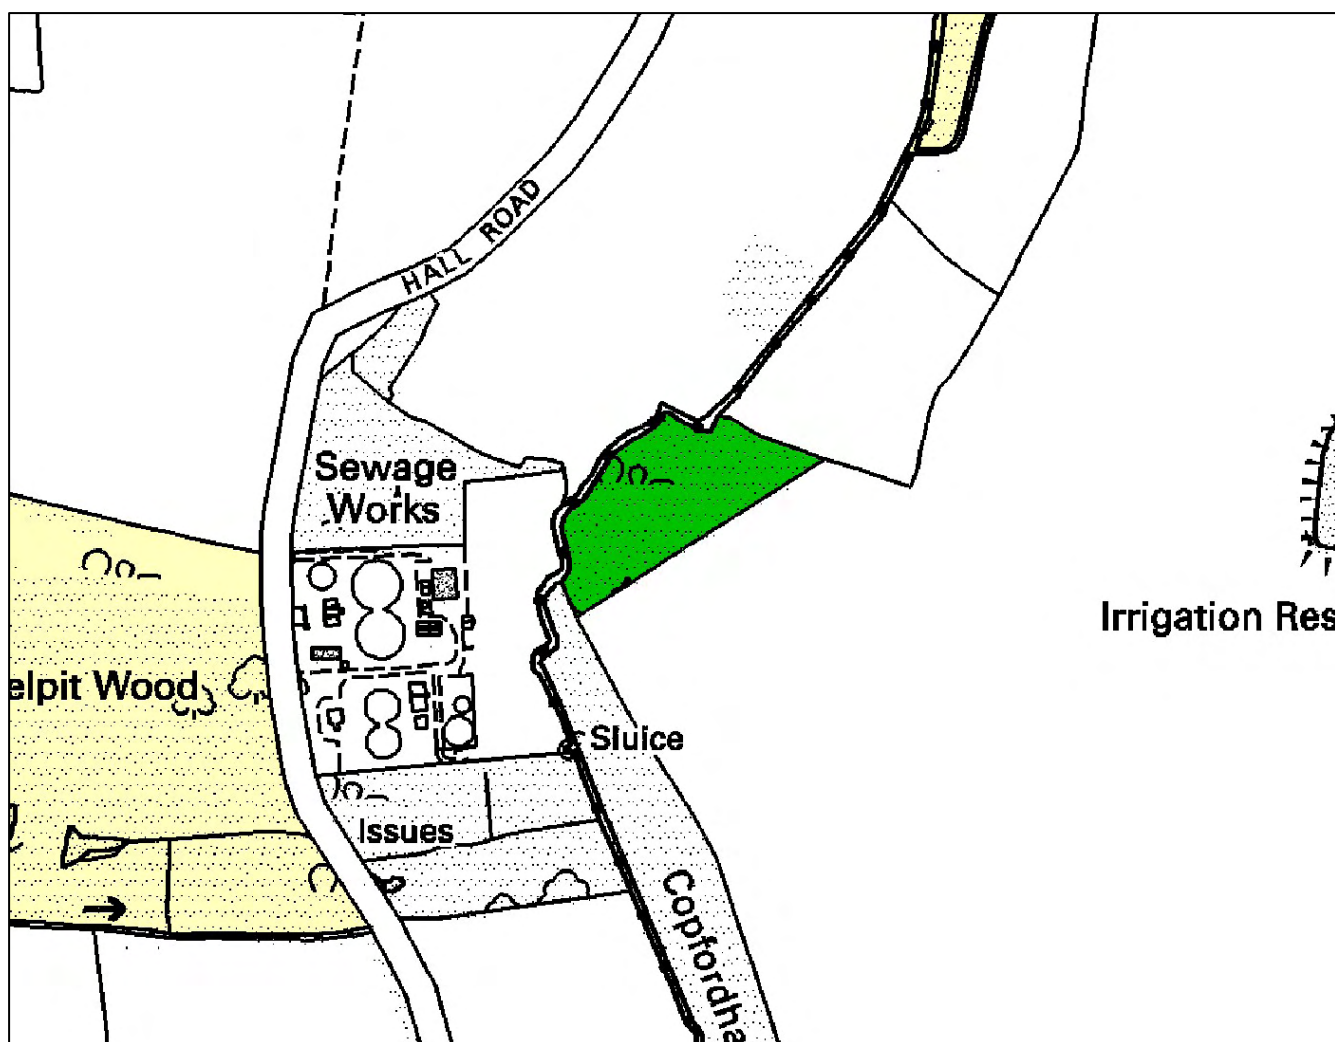 HALL ROAD
Sewage
Works
Irrigation Res
elpit Wood
Sluice
Issues
Copfordha